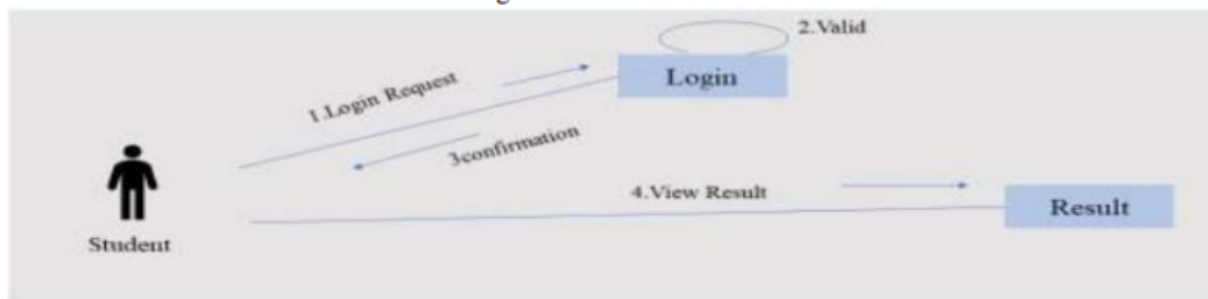 2.Valid
Login
1.Login Request
3confirmation
4.View Result
Result
Student